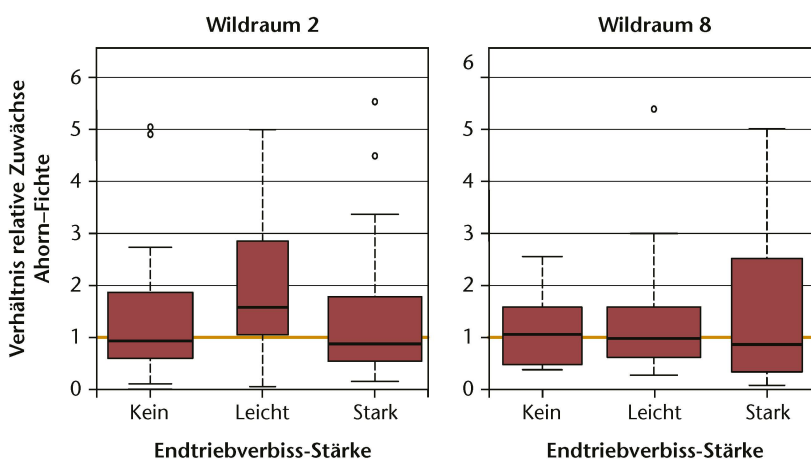 Wildraum 2
Wildraum 8
Verhältnis relative Zuwächse
Ahorn–Fichte
6
5
4
3
2
1
0
Kein Leicht Stark
Endtriebverbiss-Stärke
6
5
4
3
2
1
0
Kein Leicht Stark
Endtriebverbiss-Stärke